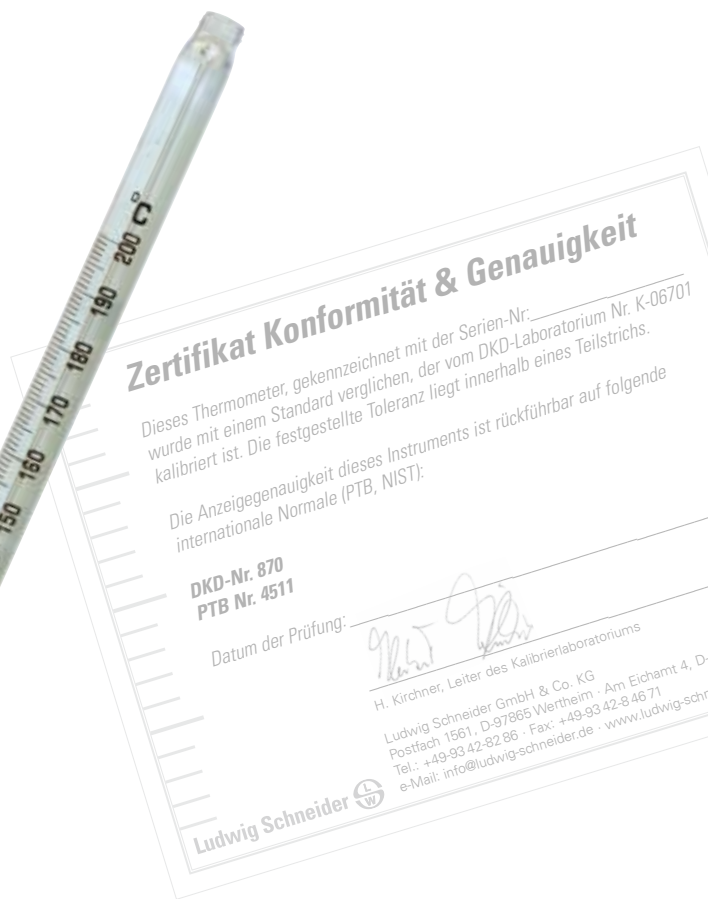 °C
200
190
180
170
160
150
Zertifikat Konformität & Genauigkeit
Dieses Thermometer, gekennzeichnet mit der Serien-Nr:
wurde mit einem Standard verglichen, der vom DKD-Laboratorium Nr. K-06701
kalibriert ist. Die festgestellte Toleranz liegt innerhalb eines Teilstrichs.
Die Anzeigegenauigkeit dieses Instruments ist rückführbar auf folgende
internationale Normale (PTB, NIST):
DKD-Nr. 870
PTB Nr. 4511
Datum der Prüfung:
H. Kirchner, Leiter des Kalibrierlaboratoriums
Ludwig Schneider GmbH & Co. KG
Postfach 1561, D-97865 Wertheim · Am Eichamt 4, D-
Tel.: +49-93 42-82 86 · Fax: +49-93 42-8 46 71
e-Mail: info@ludwig-schneider.de · www.ludwig-schn
Ludwig Schneider L W